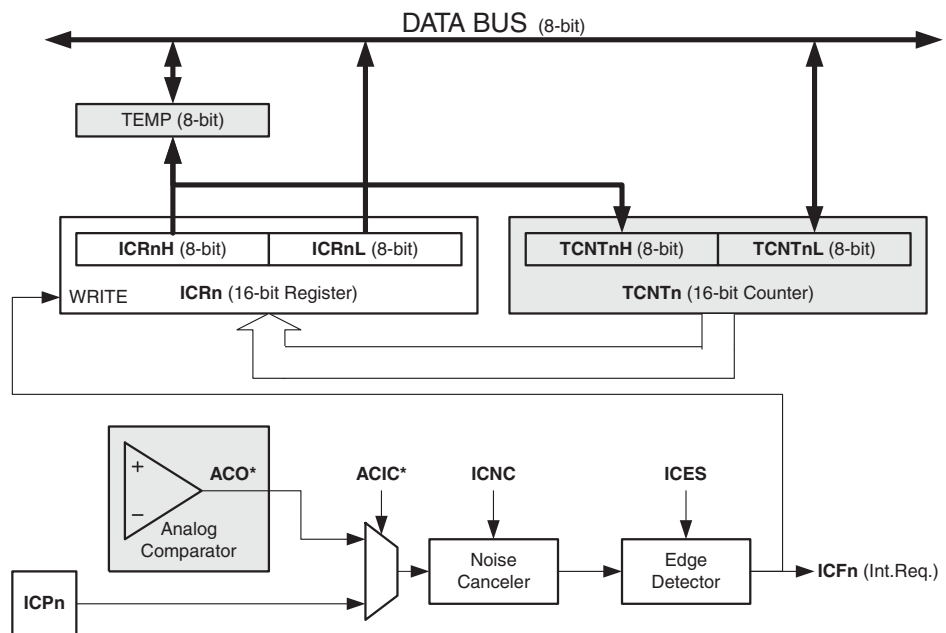 DATA BUS (8-bit)
TEMP (8-bit)
ICRnH (8-bit)
ICRnL (8-bit)
TCNTnH (8-bit)
TCNTnL (8-bit)
WRITE
ICRn (16-bit Register)
TCNTn (16-bit Counter)
+
−
ACO*
Analog
Comparator
ACIC*
ICNC
ICES
Noise
Canceler
Edge
Detector
ICFn (Int.Req.)
ICPn